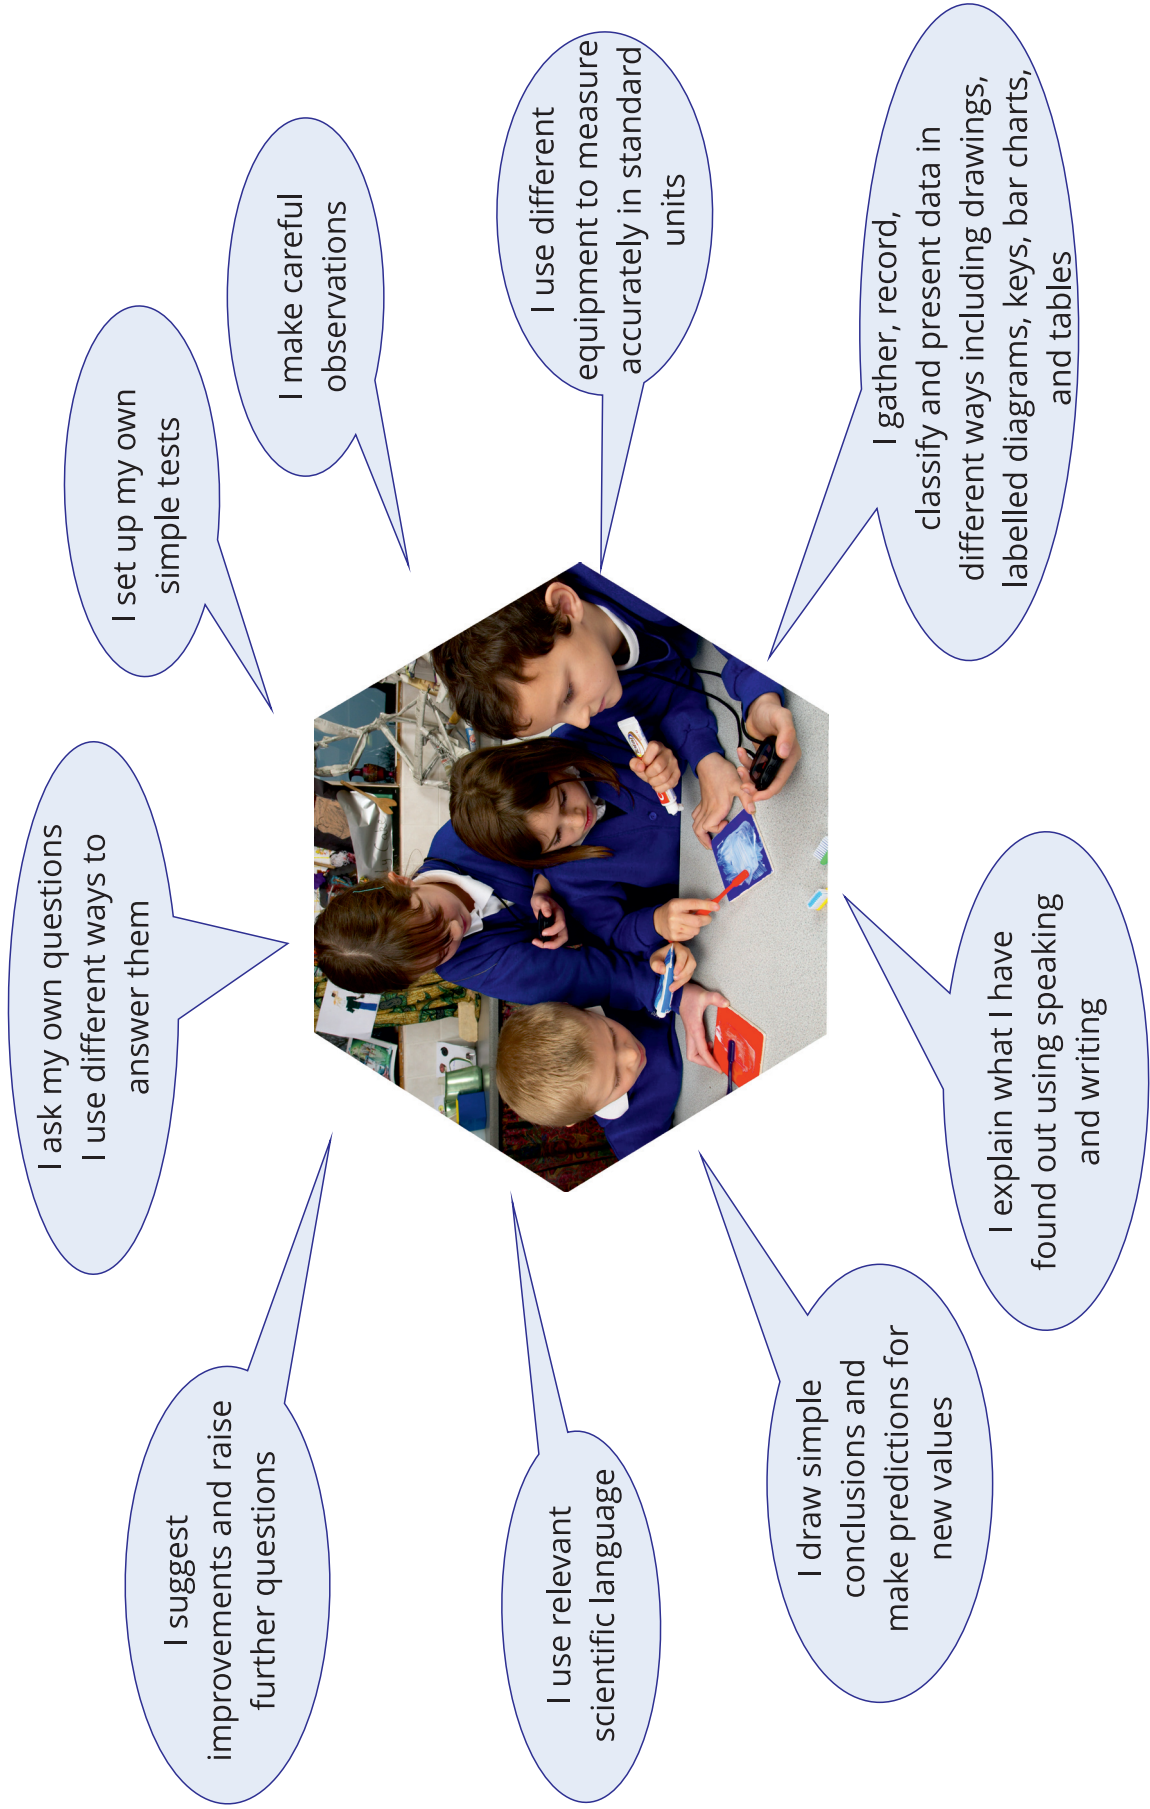 I ask my own questions
I use different ways to
answer them
I set up my own
simple tests
I make careful
observations
I use different
equipment to measure
accurately in standard
units
I gather, record,
classify and present data in
different ways including drawings,
labelled diagrams, keys, bar charts,
and tables
I explain what I have
found out using speaking
and writing
I draw simple
conclusions and
make predictions for
new values
I use relevant
scientific language
I suggest
improvements and raise
further questions